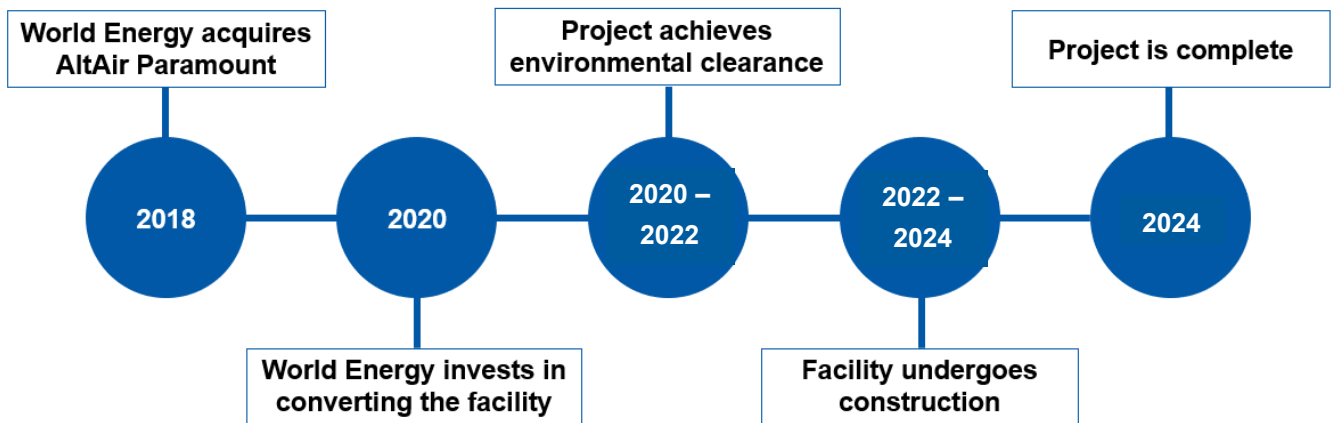 World Energy acquires
AltAir Paramount
2018
2020
World Energy invests in
converting the facility
Project achieves
environmental clearance
2020 –
2022
2022 –
2024
Facility undergoes
construction
Project is complete
2024